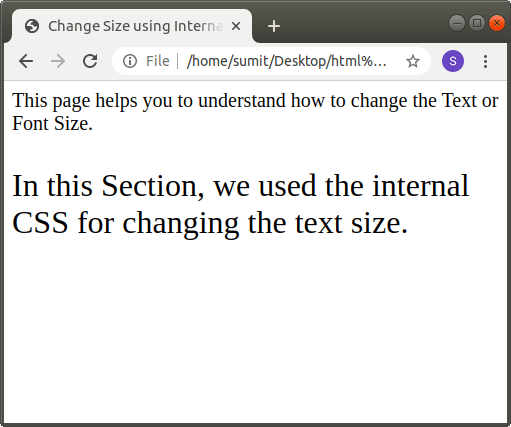 Change Size using Interna
File
/home/sumit/Desktop/html%...
S
This page helps you to understand how to change the Text or
Font Size.
In this Section, we used the internal
CSS for changing the text size.